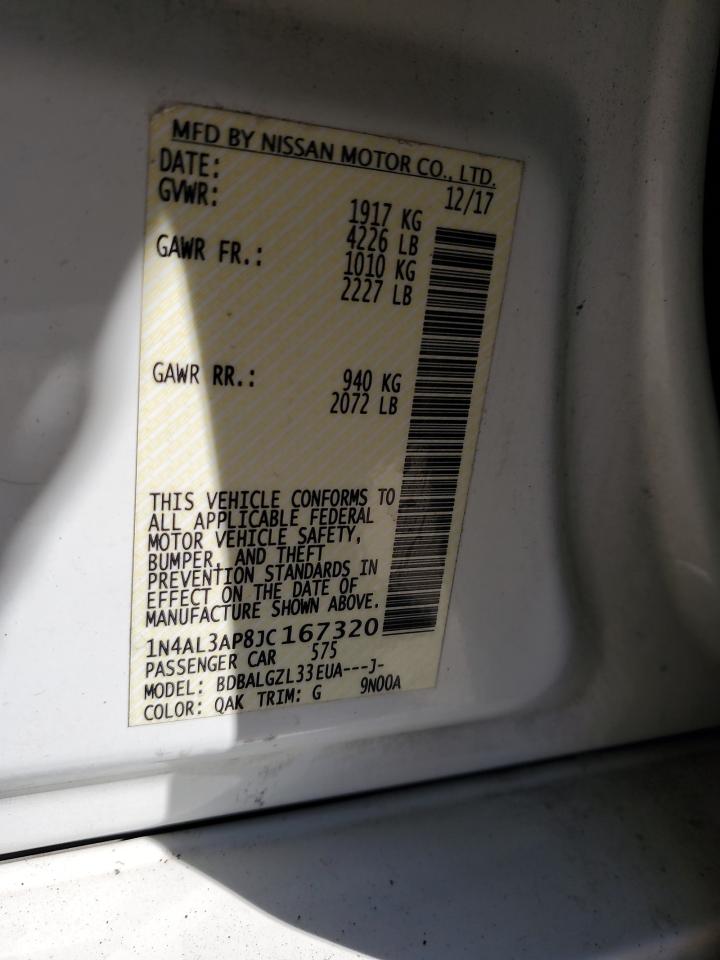 MFD BY NISSAN MOTOR CO., LTD.
DATE: 12/17
GVWR: 1917 KG
4226 LB
GAWR FR.: 1010 KG
2227 LB
GAWR RR.: 940 KG
2072 LB
THIS VEHICLE CONFORMS TO
ALL APPLICABLE FEDERAL
MOTOR VEHICLE SAFETY,
BUMPER, AND THEFT
PREVENTION STANDARDS IN
EFFECT ON THE DATE OF
MANUFACTURE SHOWN ABOVE.
1N4AL3AP8JC167320
PASSENGER CAR 575
MODEL: BDBALGZL33EUA---J-
COLOR: QAK TRIM: G 9N00A